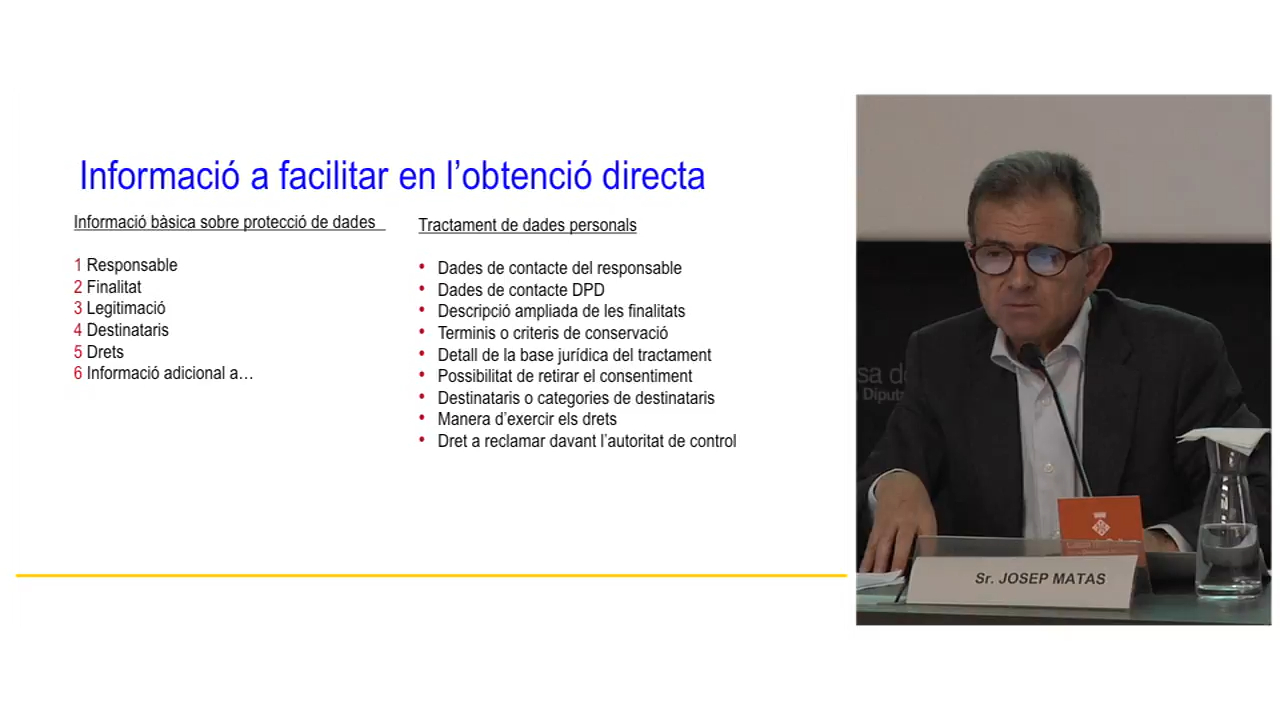 Informació a facilitar en l’obtenció directa
Informació bàsica sobre protecció de dades
1 Responsable
2 Finalitat
3 Legitimació
4 Destinataris
5 Drets
6 Informació adicional a…
Tractament de dades personals
• Dades de contacte del responsable
• Dades de contacte DPD
• Descripció ampliada de les finalitats
• Terminis o criteris de conservació
• Detall de la base jurídica del tractament
• Possibilitat de retirar el consentiment
• Destinataris o categories de destinataris
• Manera d’exercir els drets
• Dret a reclamar davant l’autoritat de control
Sr. JOSEP MATAS